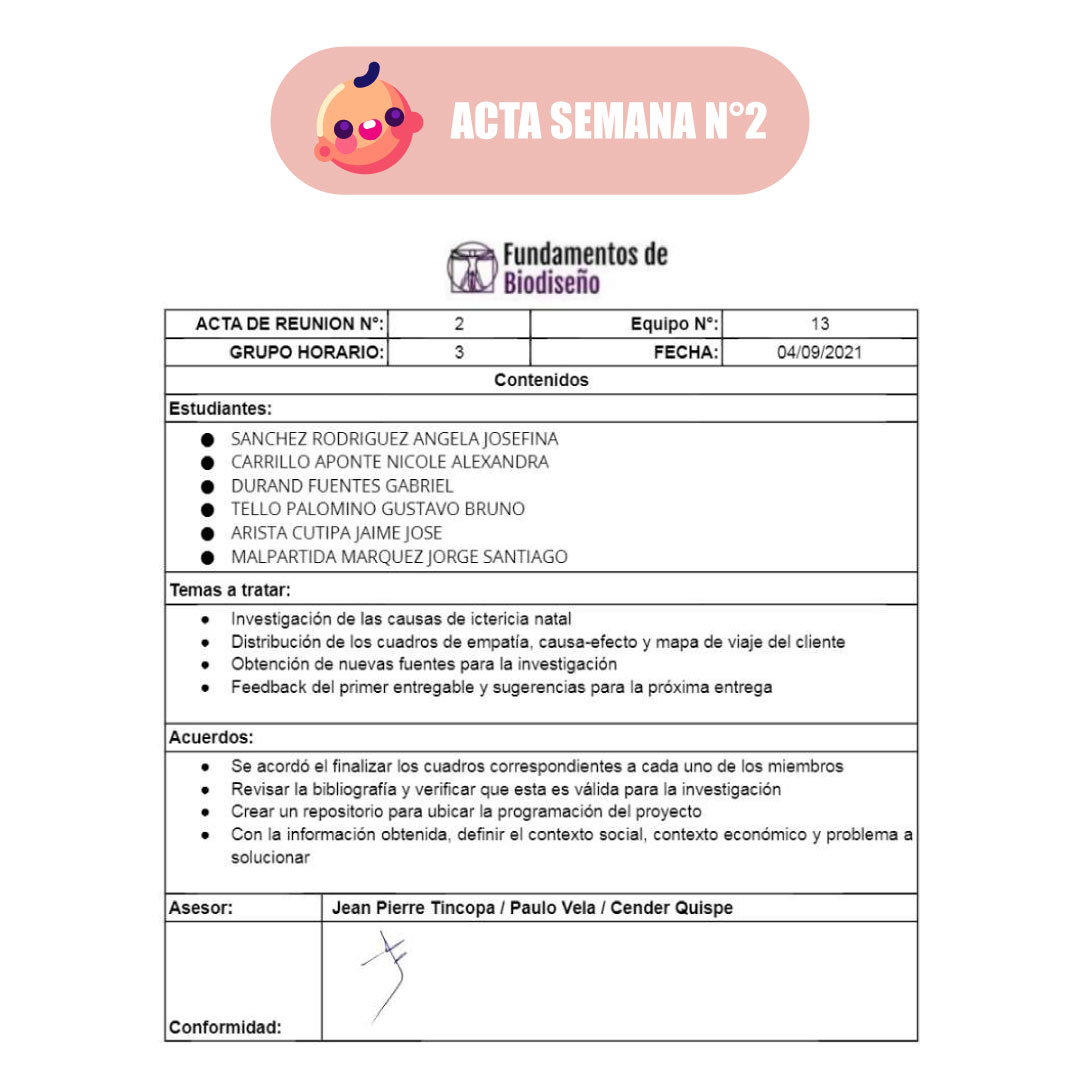 ACTA SEMANA N°2
Fundamentos de
Biodiseño
ACTA DE REUNION N°: 2 Equipo N°: 13
GRUPO HORARIO: 3 FECHA: 04/09/2021
Contenidos
Estudiantes:
● SANCHEZ RODRIGUEZ ANGELA JOSEFINA
● CARRILLO APONTE NICOLE ALEXANDRA
● DURAND FUENTES GABRIEL
● TELLO PALOMINO GUSTAVO BRUNO
● ARISTA CUTIPA JAIME JOSE
● MALPARTIDA MARQUEZ JORGE SANTIAGO
Temas a tratar:
● Investigación de las causas de ictericia natal
● Distribución de los cuadros de empatía, causa-efecto y mapa de viaje del cliente
● Obtención de nuevas fuentes para la investigación
● Feedback del primer entregable y sugerencias para la próxima entrega
Acuerdos:
● Se acordó el finalizar los cuadros correspondientes a cada uno de los miembros
● Revisar la bibliografía y verificar que esta es válida para la investigación
● Crear un repositorio para ubicar la programación del proyecto
● Con la información obtenida, definir el contexto social, contexto económico y problema a
solucionar
Asesor: Jean Pierre Tincopa / Paulo Vela / Cender Quispe
Conformidad: